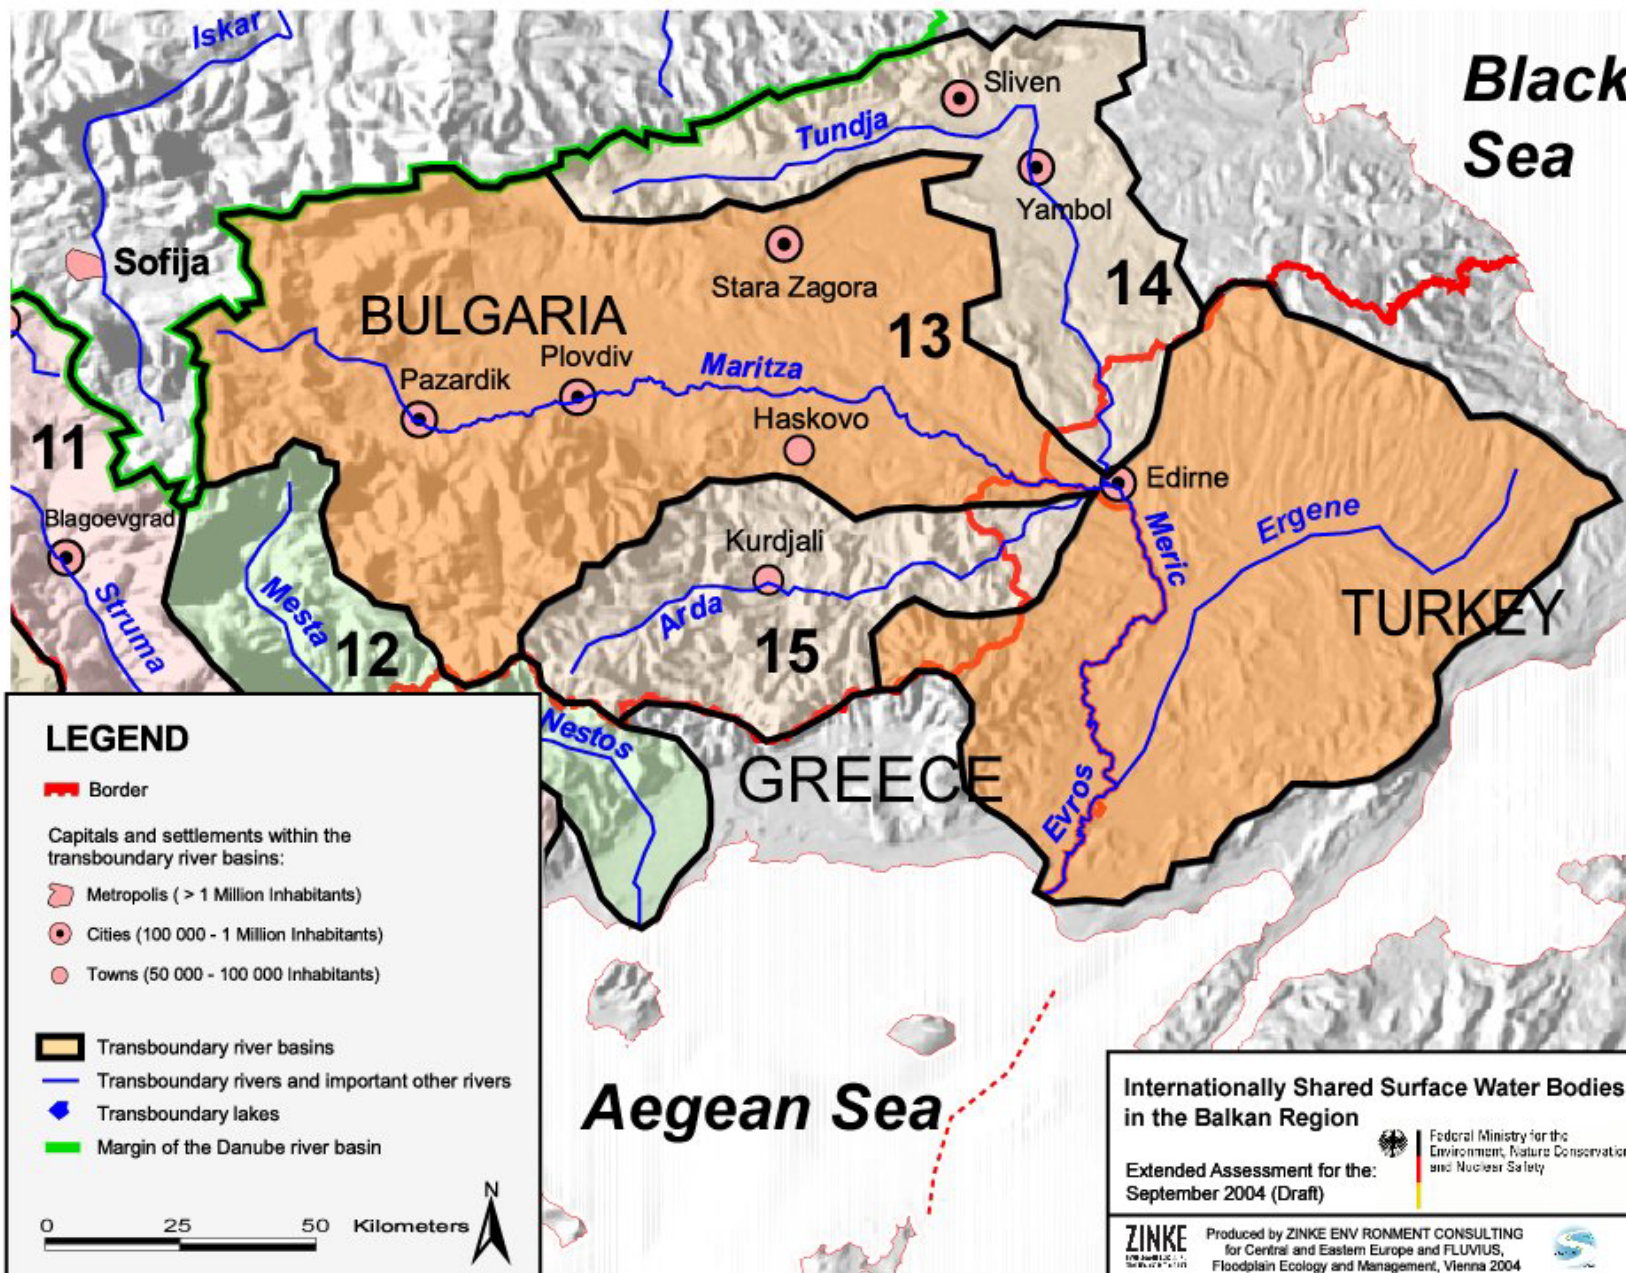 Iskar
Black
Sea
Sliven
Tundja
Yambol
Sofija
Stara Zagora
14
BULGARIA
13
Plovdiv
Maritza
Pazardik
Haskovo
11
Edirne
Blagoevgrad
Ergene
Meric
Kurdjali
Struma
Mesta
Arda
TURKEY
12
15
Nestos
GREECE
Evros
LEGEND
Border
Capitals and settlements within the
transboundary river basins:
Metropolis ( > 1 Million Inhabitants)
Cities (100 000 - 1 Million Inhabitants)
Towns (50 000 - 100 000 Inhabitants)
Transboundary river basins
Transboundary rivers and important other rivers
Transboundary lakes
Margin of the Danube river basin
N
0 25 50 Kilometers
Aegean Sea
Internationally Shared Surface Water Bodies
in the Balkan Region
Federal Ministry for the
Environment, Nature Conservation
and Nuclear Safety
Extended Assessment for the:
September 2004 (Draft)
ZINKE
Produced by ZINKE ENV RONMENT CONSULTING
for Central and Eastern Europe and FLUVIUS,
Floodplain Ecology and Management, Vienna 2004